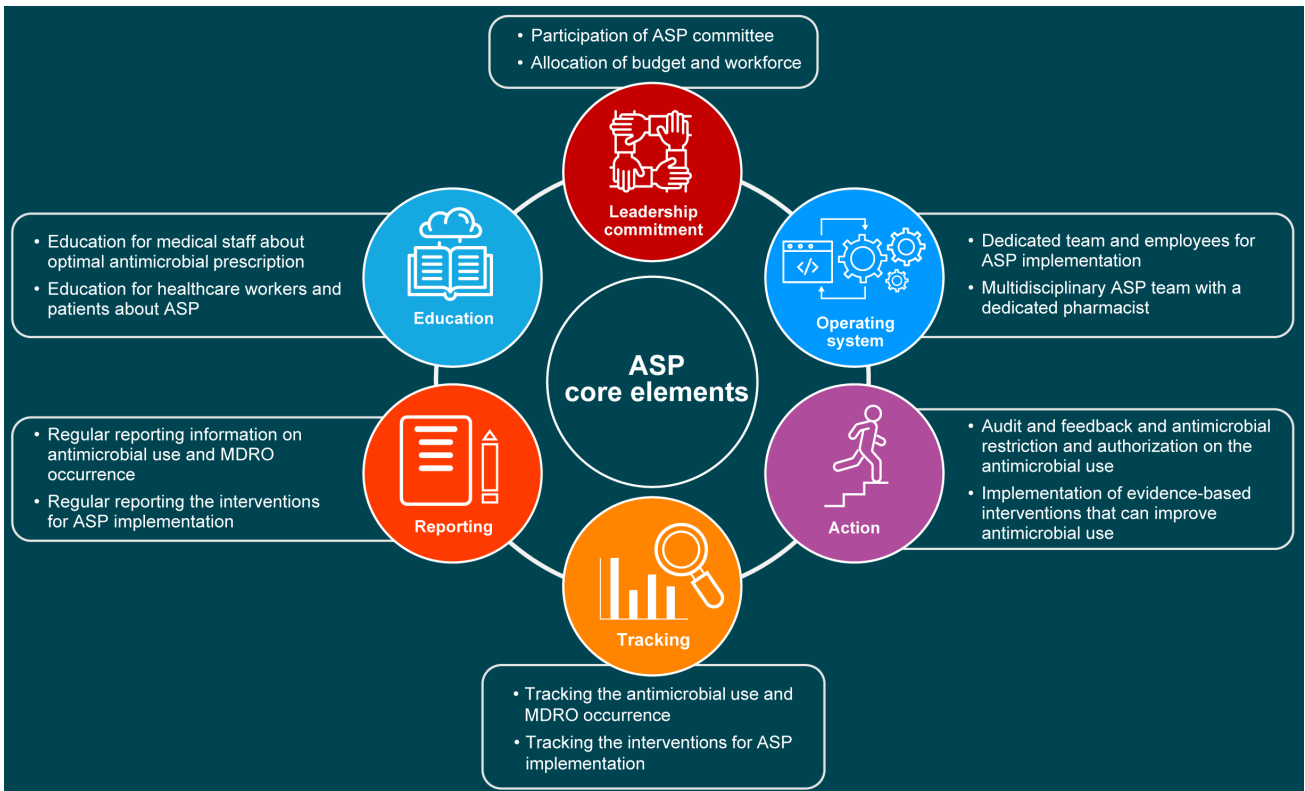 • Participation of ASP committee
• Allocation of budget and workforce
Leadership
commitment
• Dedicated team and employees for
ASP implementation
• Multidisciplinary ASP team with a
dedicated pharmacist
</>
Operating
system
• Audit and feedback and antimicrobial
restriction and authorization on the
antimicrobial use
• Implementation of evidence-based
interventions that can improve
antimicrobial use
Action
Tracking
• Tracking the antimicrobial use and
MDRO occurrence
• Tracking the interventions for ASP
implementation
Reporting
• Regular reporting information on
antimicrobial use and MDRO
occurrence
• Regular reporting the interventions
for ASP implementation
Education
• Education for medical staff about
optimal antimicrobial prescription
• Education for healthcare workers and
patients about ASP
ASP
core elements